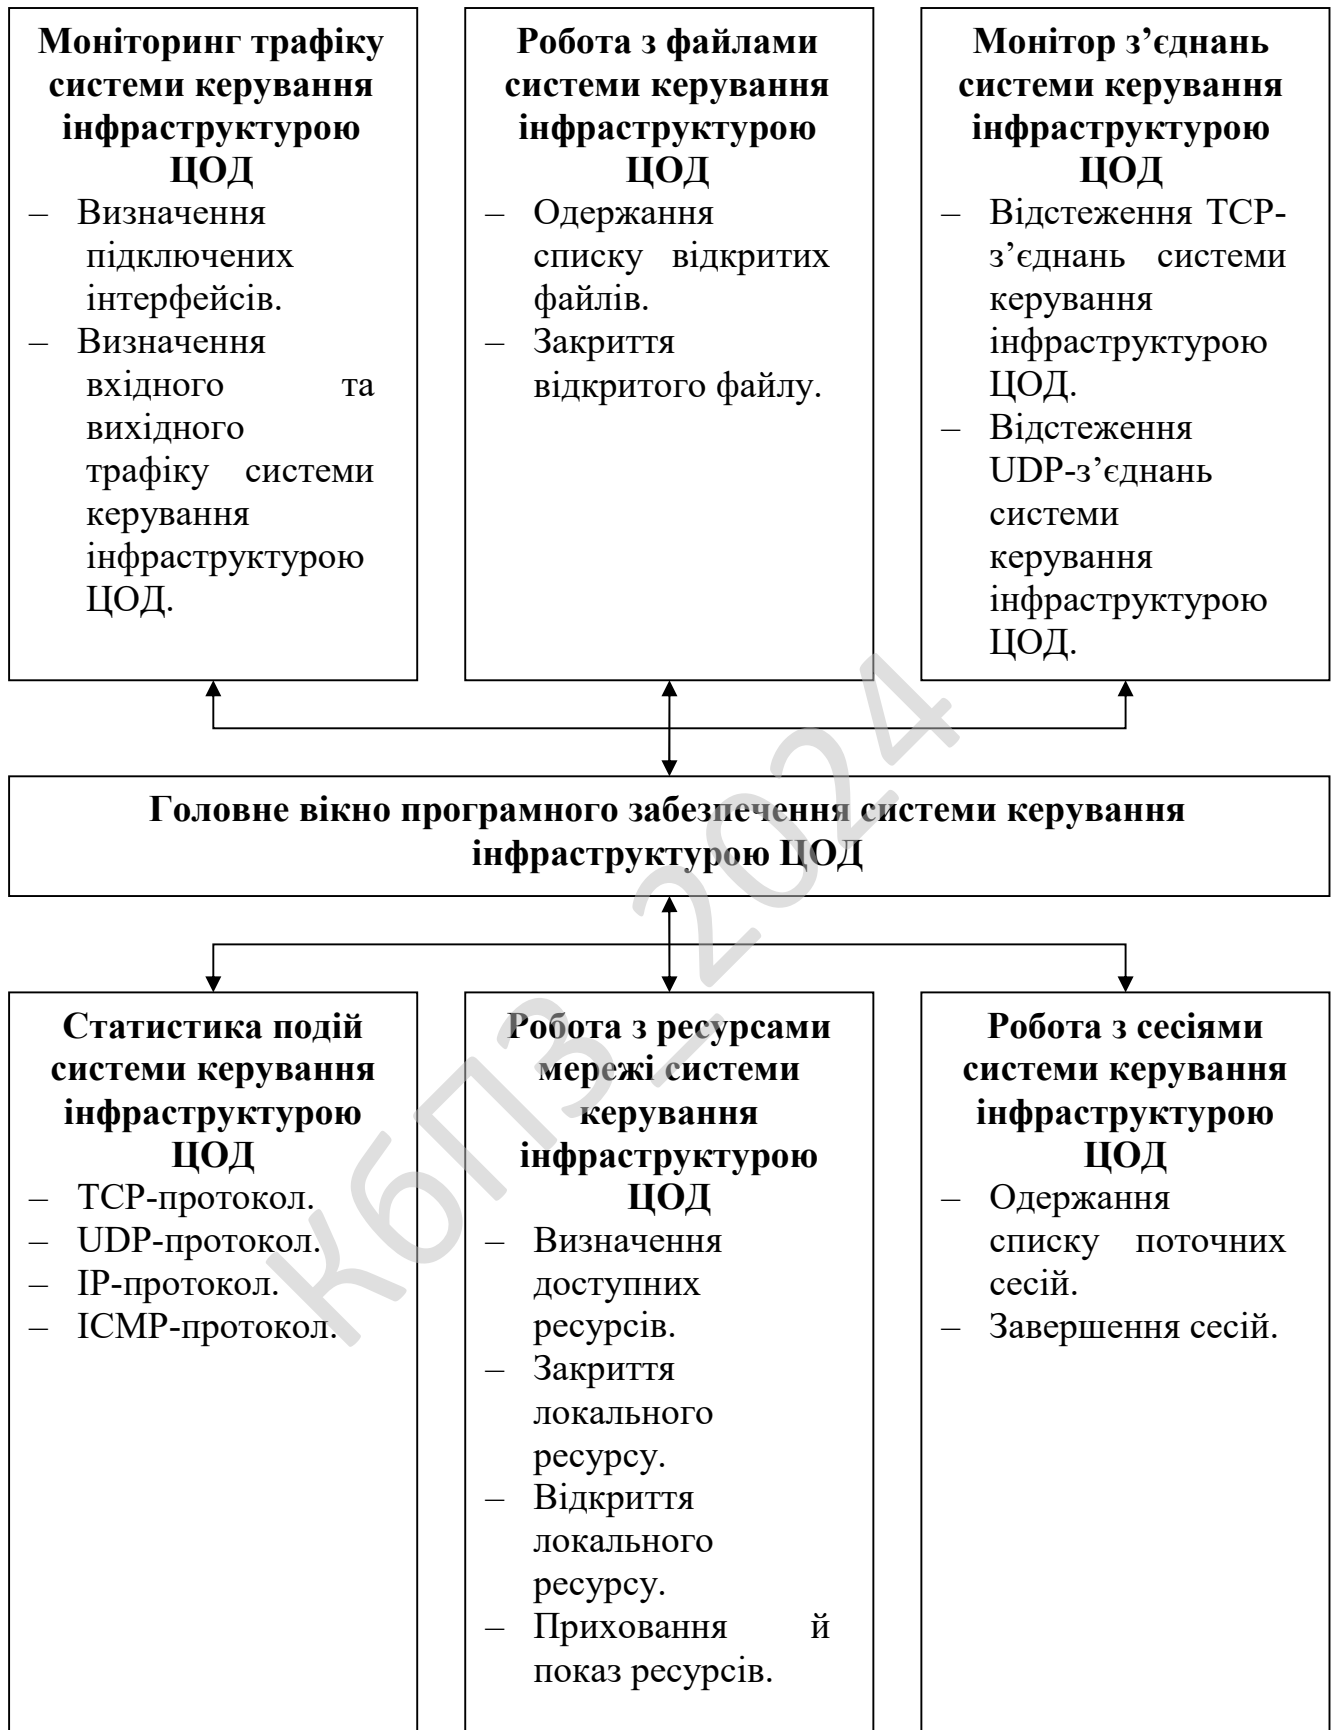 Моніторинг трафіку
системи керування
інфраструктурою
ЦОД
– Визначення
підключених
інтерфейсів.
– Визначення
вхідного та
вихідного
трафіку системи
керування
інфраструктурою
ЦОД.
Робота з файлами
системи керування
інфраструктурою
ЦОД
– Одержання
списку відкритих
файлів.
– Закриття
відкритого файлу.
Монітор з’єднань
системи керування
інфраструктурою
ЦОД
– Відстеження TCP-
з’єднань системи
керування
інфраструктурою
ЦОД.
– Відстеження
UDP-з’єднань
системи
керування
інфраструктурою
ЦОД.
Головне вікно програмного забезпечення системи керування
інфраструктурою ЦОД
Статистика подій
системи керування
інфраструктурою
ЦОД
– TCP-протокол.
– UDP-протокол.
– IP-протокол.
– ICMP-протокол.
Робота з ресурсами
мережі системи
керування
інфраструктурою
ЦОД
– Визначення
доступних
ресурсів.
– Закриття
локального
ресурсу.
– Відкриття
локального
ресурсу.
– Приховання й
показ ресурсів.
Робота з сесіями
системи керування
інфраструктурою
ЦОД
– Одержання
списку поточних
сесій.
– Завершення сесій.
КбПЗ_2024